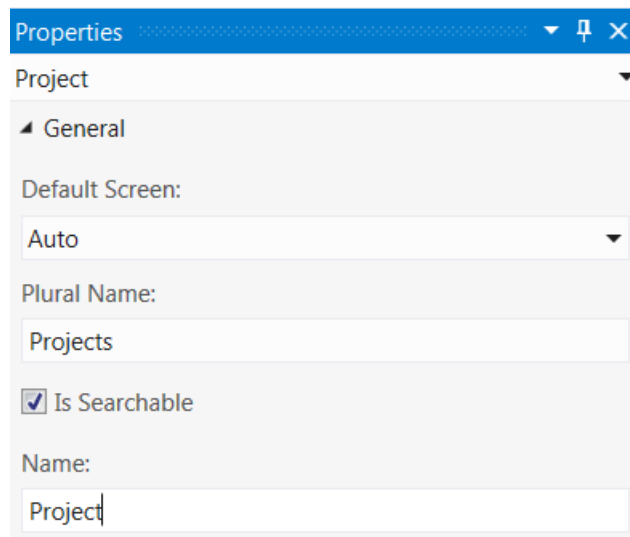 Properties
Project
General
Default Screen:
Auto
Plural Name:
Projects
Is Searchable
Name:
Project